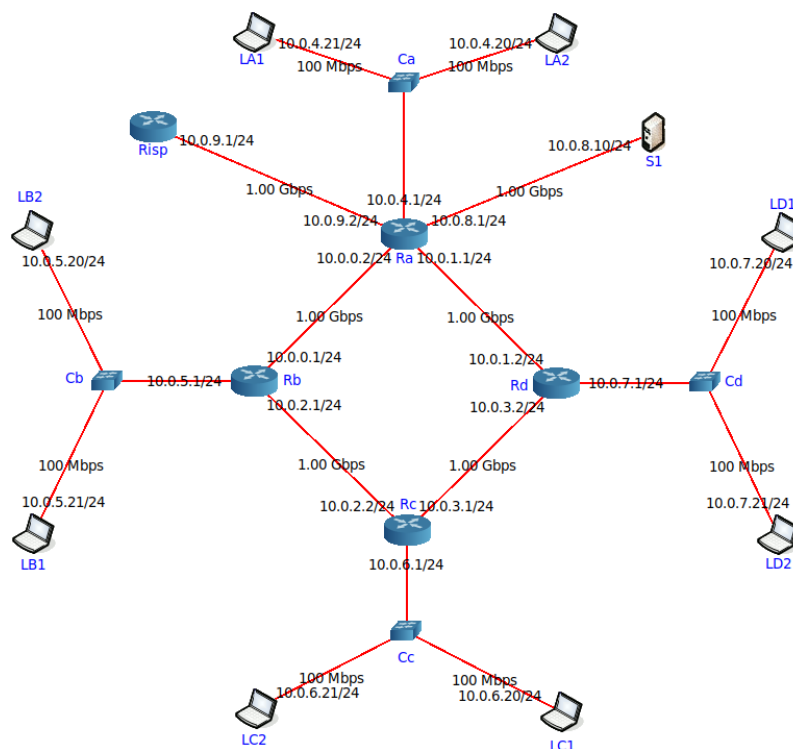 10.0.4.21/24
LA1
100 Mbps
Ca
10.0.4.20/24
LA2
100 Mbps
10.0.9.1/24
Risp
1.00 Gbps
10.0.8.10/24
S1
1.00 Gbps
10.0.4.1/24
10.0.9.2/24
10.0.8.1/24
Ra
10.0.0.2/24
10.0.1.1/24
LB2
10.0.5.20/24
100 Mbps
LD1
10.0.7.20/24
100 Mbps
1.00 Gbps
1.00 Gbps
10.0.0.1/24
10.0.1.2/24
Cb
10.0.5.1/24
Rb
10.0.2.1/24
Rd
10.0.7.1/24
10.0.3.2/24
Cd
100 Mbps
10.0.5.21/24
LB1
1.00 Gbps
1.00 Gbps
100 Mbps
10.0.7.21/24
LD2
10.0.2.2/24
Rc
10.0.3.1/24
10.0.6.1/24
Cc
100 Mbps
10.0.6.21/24
LC2
100 Mbps
10.0.6.20/24
LC1